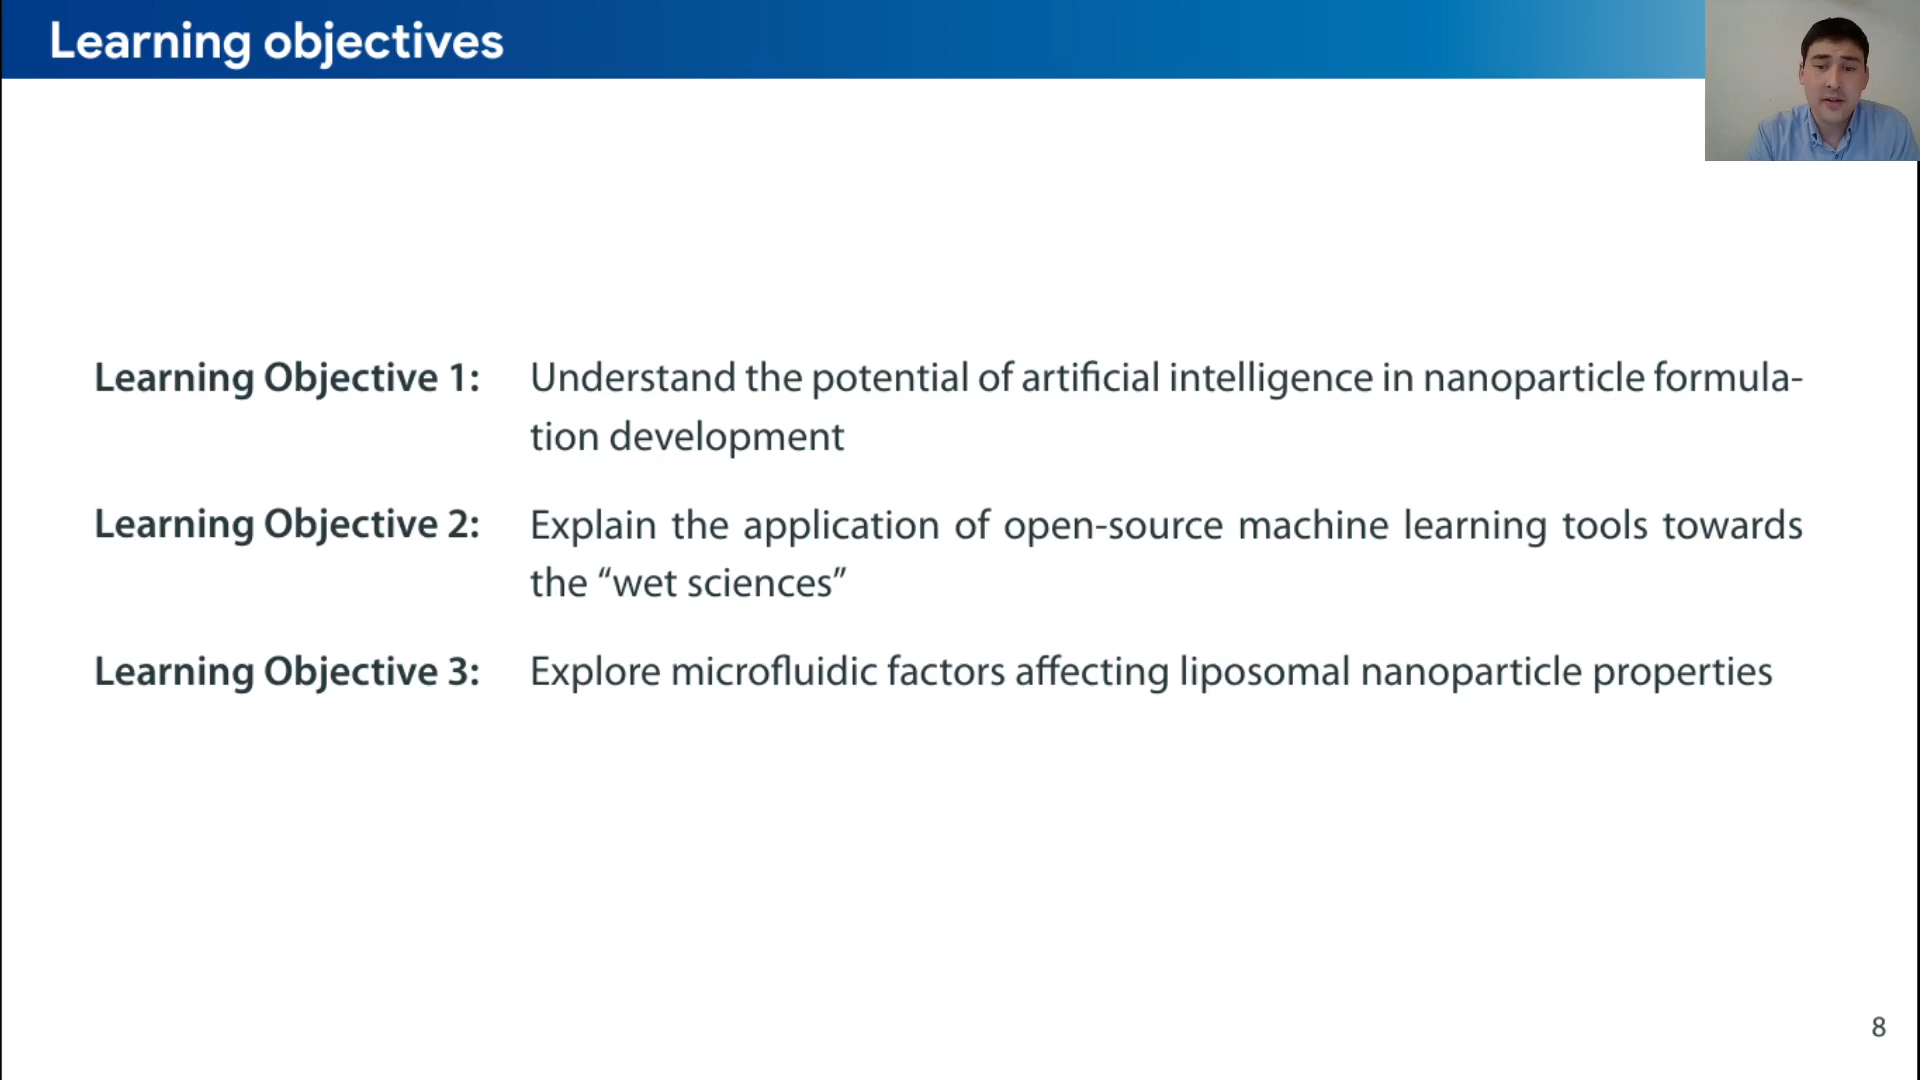 Learning objectives
Learning Objective 1: Understand the potential of artificial intelligence in nanoparticle formula-
tion development
Learning Objective 2: Explain the application of open-source machine learning tools towards
the “wet sciences”
Learning Objective 3: Explore microfluidic factors affecting liposomal nanoparticle properties
8